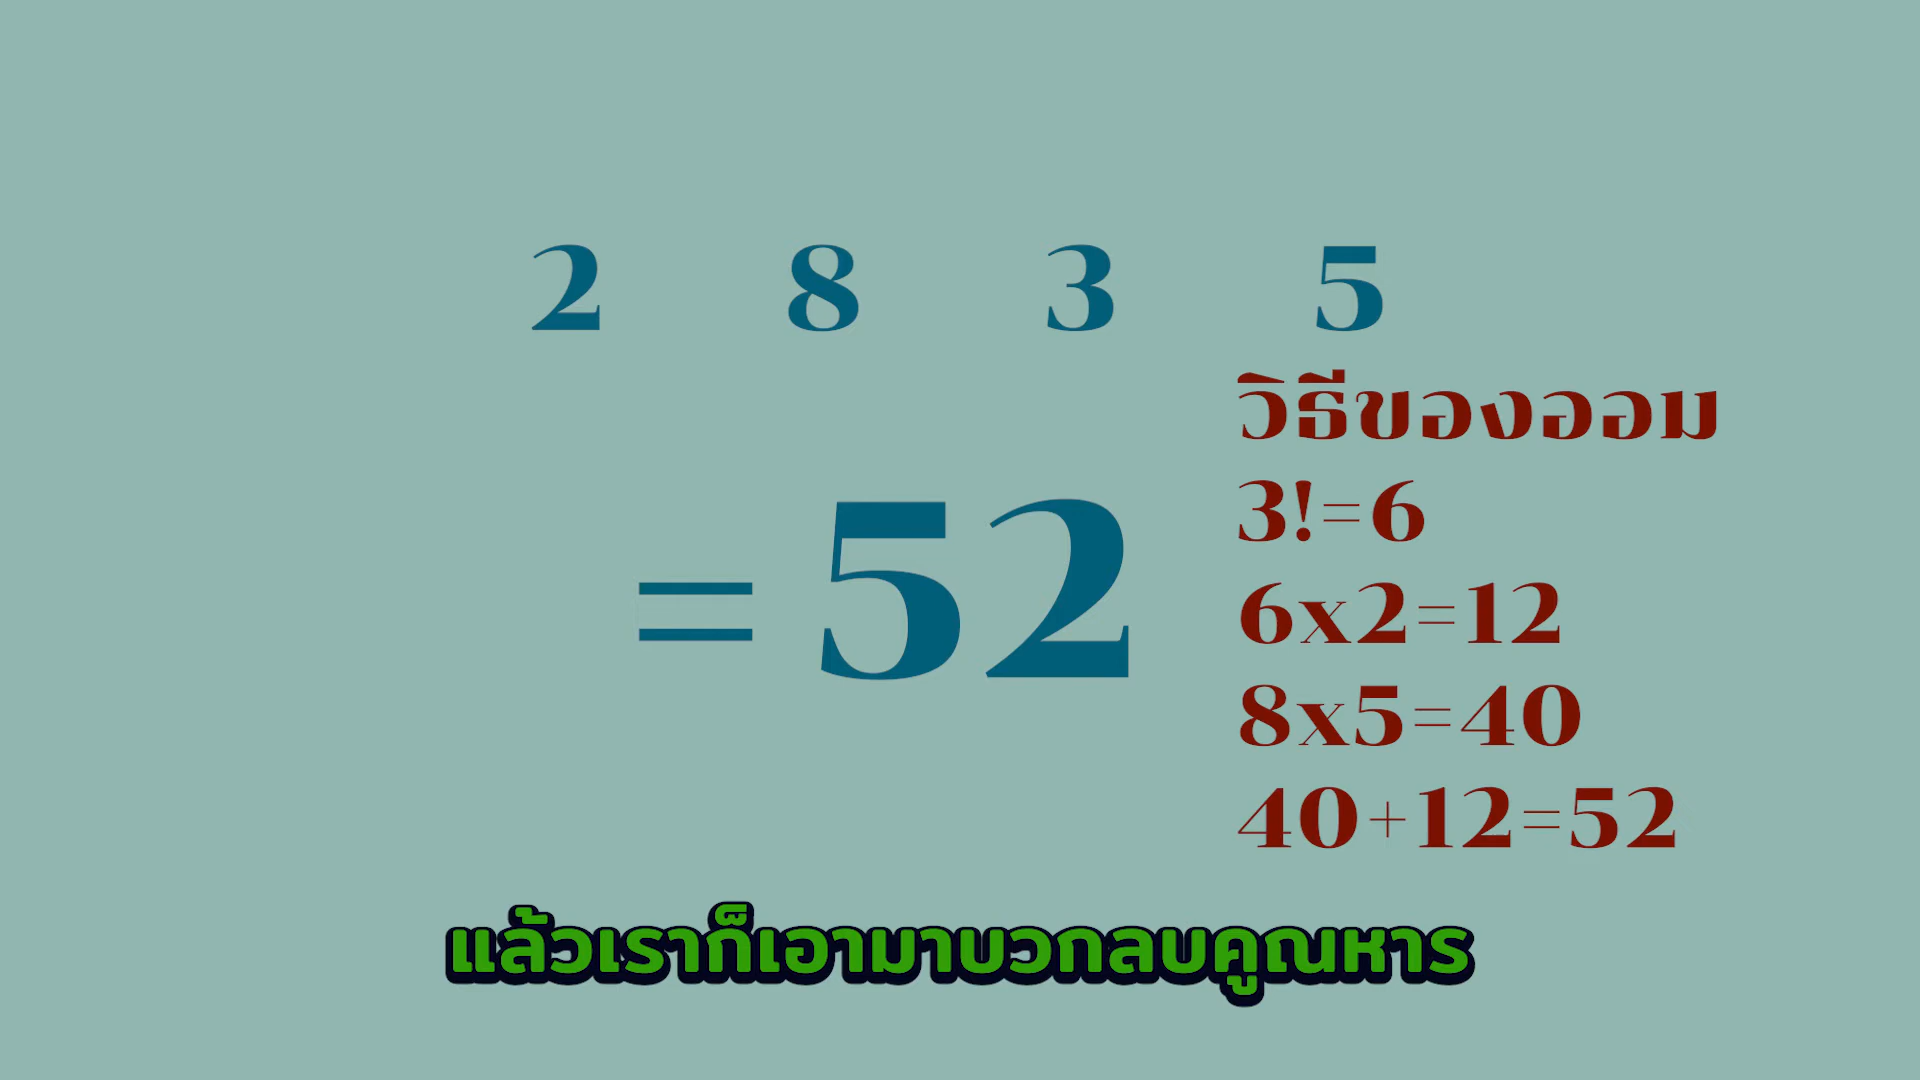 2 8 3 5
= 52
วิธีของออม
3!=6
6x2=12
8x5=40
40+12=52
แล้วเราก็เอามาบวกลบคูณหาร